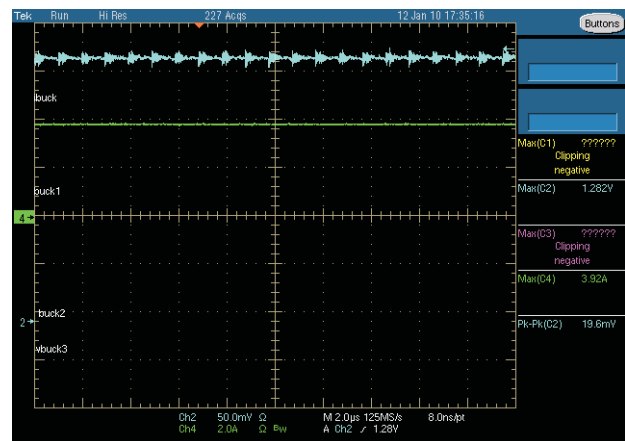 Tek Run Hi Res 227 Acqs 12 Jan 10 17:35:16
Buttons
buck
Max(C1) ??????
Clipping
negative
buck1
Max(C2) 1.282V
4
Max(C3) ??????
Clipping
negative
Max(C4) 3.92A
buck2
2
Pk-Pk(C2) 19.6mV
vbuck3
Ch2 50.0mV Ω M 2.0µs 125MS/s 8.0ns/pt
Ch4 2.0A Ω Bw A Ch2 ∕ 1.28V